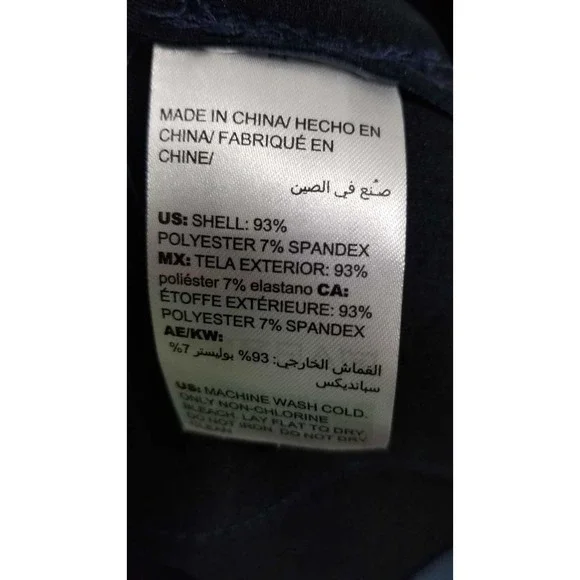 MADE IN CHINA/ HECHO EN
CHINA/ FABRIQUÉ EN
CHINE/
صُنع في الصين
US: SHELL: 93%
POLYESTER 7% SPANDEX
MX: TELA EXTERIOR: 93%
poliéster 7% elastano CA:
ÉTOFFE EXTÉRIEURE: 93%
POLYESTER 7% SPANDEX
AE/KW:
القماش الخارجي: 93% بوليستر 7%
سبانديكس
US: MACHINE WASH COLD.
ONLY NON-CHLORINE
BLEACH. LAY FLAT TO DRY.
DO NOT IRON. DO NOT DRY
CLEAN